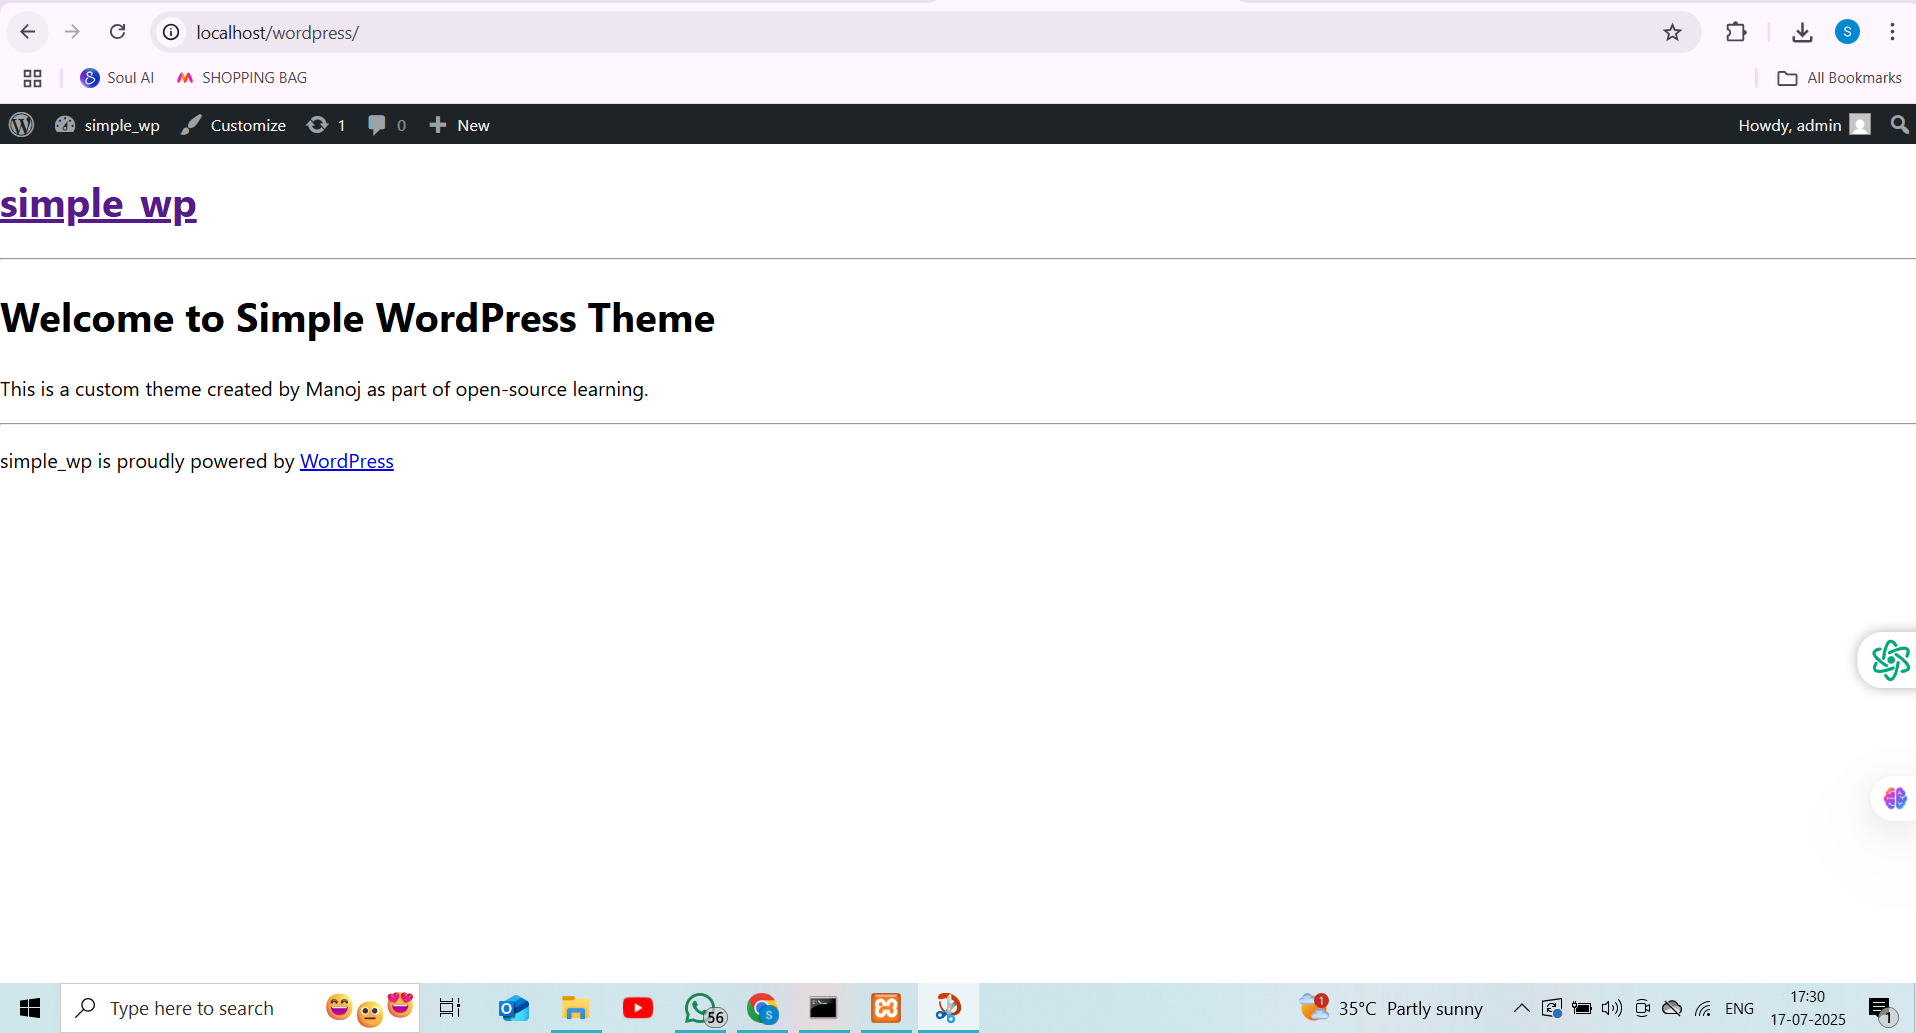 localhost/wordpress/
S
Soul AI
SHOPPING BAG
All Bookmarks
simple_wp
Customize
1
0
New
Howdy, admin
simple_wp
Welcome to Simple WordPress Theme
This is a custom theme created by Manoj as part of open-source learning.
simple_wp is proudly powered by WordPress
Type here to search
56
S
1
35°C Partly sunny
ENG
17:30
17-07-2025
1